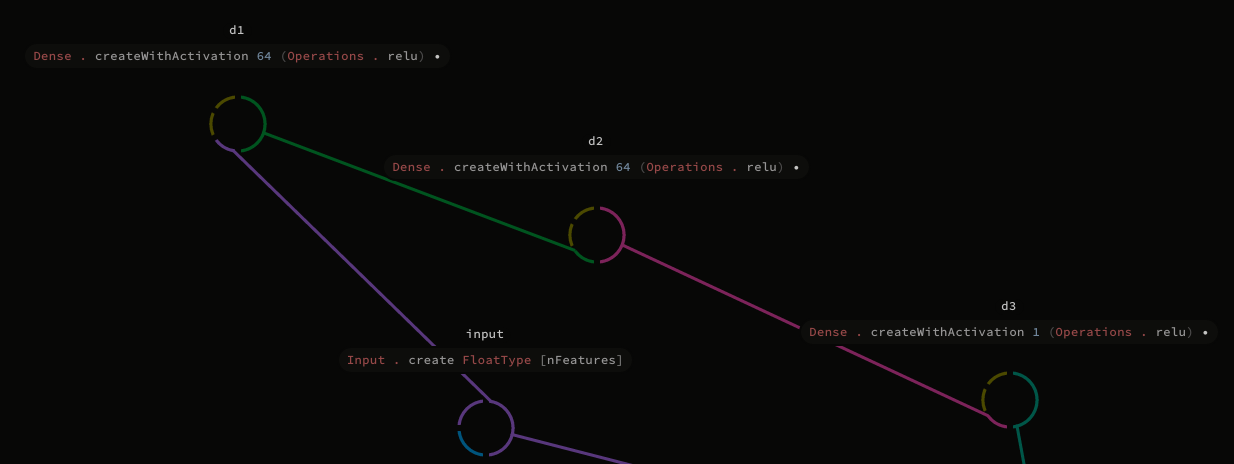 d1
Dense . createWithActivation 64 (Operations . relu) •
d2
Dense . createWithActivation 64 (Operations . relu) •
d3
Dense . createWithActivation 1 (Operations . relu) •
input
Input . create FloatType [nFeatures]